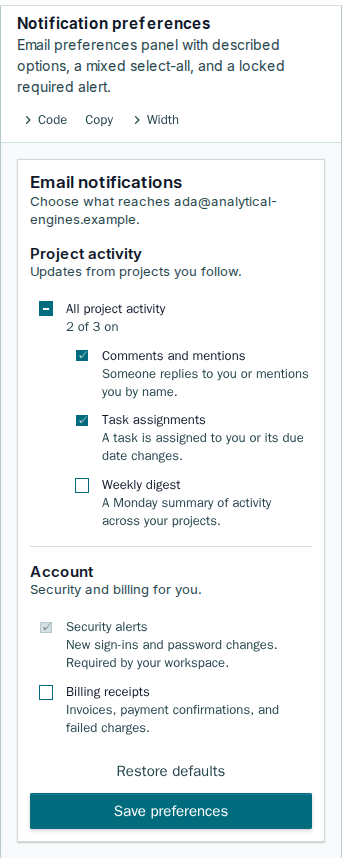 Notification preferences
Email preferences panel with described
options, a mixed select-all, and a locked
required alert.
Code Copy Width
Email notifications
Choose what reaches ada@analytical-
engines.example.
Project activity
Updates from projects you follow.
All project activity
2 of 3 on
Comments and mentions
Someone replies to you or mentions
you by name.
Task assignments
A task is assigned to you or its due
date changes.
Weekly digest
A Monday summary of activity
across your projects.
Account
Security and billing for you.
Security alerts
New sign-ins and password changes.
Required by your workspace.
Billing receipts
Invoices, payment confirmations, and
failed charges.
Restore defaults
Save preferences